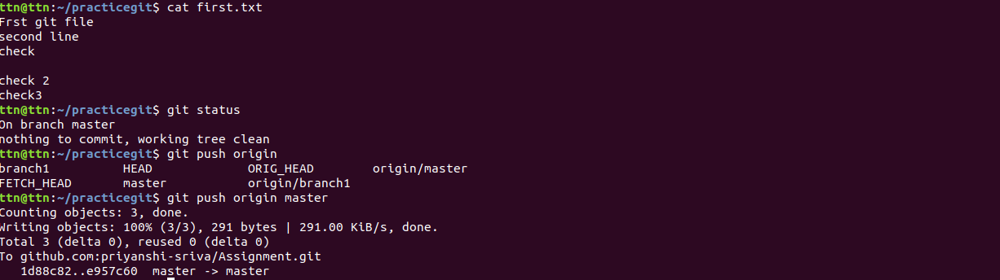 ttn@ttn:~/practicegit$ cat first.txt
Frst git file
second line
check

check 2
check3
ttn@ttn:~/practicegit$ git status
On branch master
nothing to commit, working tree clean
ttn@ttn:~/practicegit$ git push origin
branch1          HEAD             ORIG_HEAD        origin/master
FETCH_HEAD       master           origin/branch1
ttn@ttn:~/practicegit$ git push origin master
Counting objects: 3, done.
Writing objects: 100% (3/3), 291 bytes | 291.00 KiB/s, done.
Total 3 (delta 0), reused 0 (delta 0)
To github.com:priyanshi-sriva/Assignment.git
   1d88c82..e957c60  master -> master